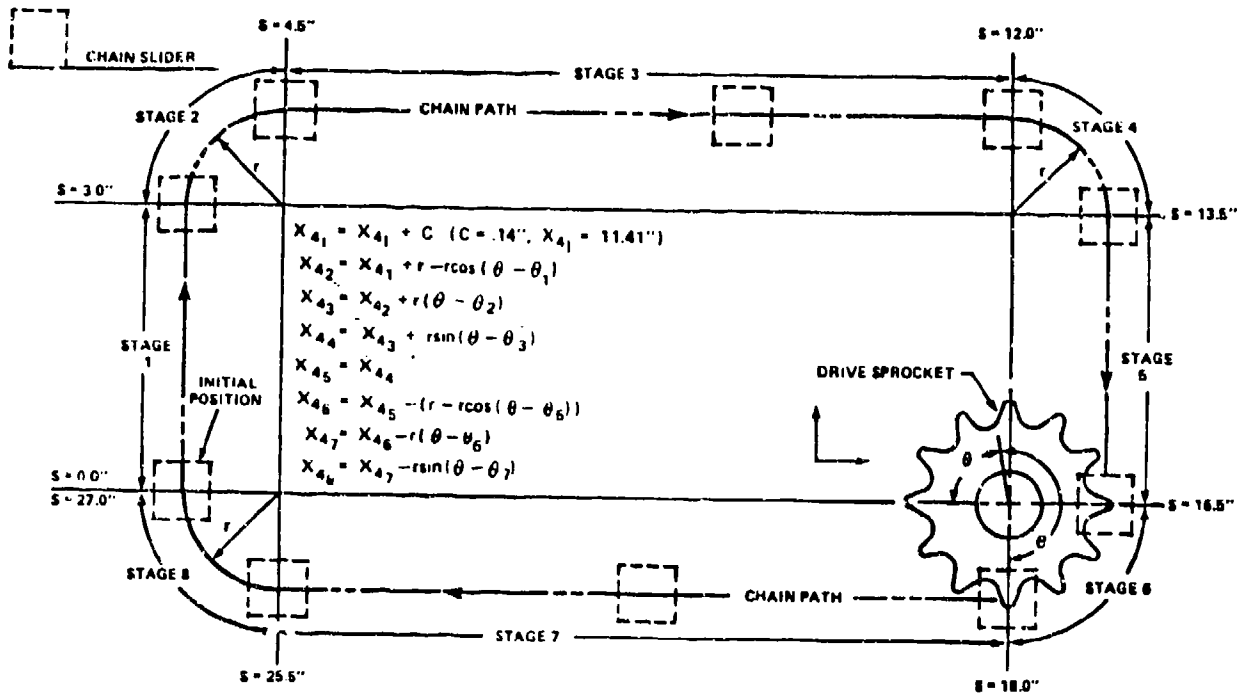 S = 4.5"
S = 12.0"
CHAIN SLIDER
STAGE 3
STAGE 2
CHAIN PATH
STAGE 4
r
r
S = 3.0"
S = 13.5"
X₄₁ = X₄₁ + C (C = .14", X₄₁ = 11.41")
X₄₂ = X₄₁ + r - rcos(θ - θ₁)
X₄₃ = X₄₂ + r(θ - θ₂)
X₄₄ = X₄₃ + rsin(θ - θ₃)
X₄₅ = X₄₄
X₄₆ = X₄₅ - (r - rcos(θ - θ₅))
X₄₇ = X₄₆ - r(θ - θ₆)
X₄₈ = X₄₇ - rsin(θ - θ₇)
STAGE
1
STAGE
5
INITIAL
POSITION
DRIVE SPROCKET
θ
θ
S = 0.0"
S = 27.0"
S = 16.5"
r
STAGE 8
CHAIN PATH
STAGE 6
STAGE 7
S = 25.5"
S = 18.0"